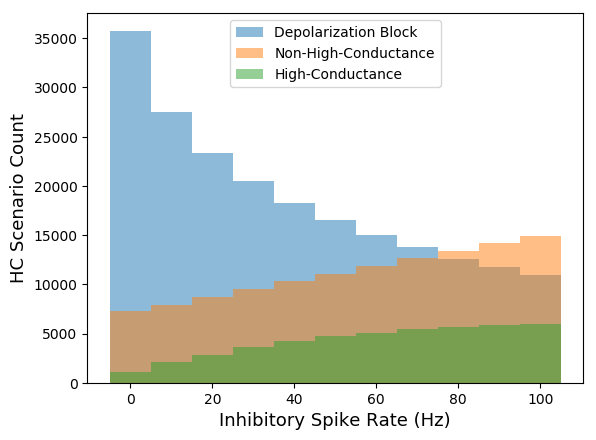 Depolarization Block
Non-High-Conductance
High-Conductance
HC Scenario Count
35000
30000
25000
20000
15000
10000
5000
0
0 20 40 60 80 100
Inhibitory Spike Rate (Hz)